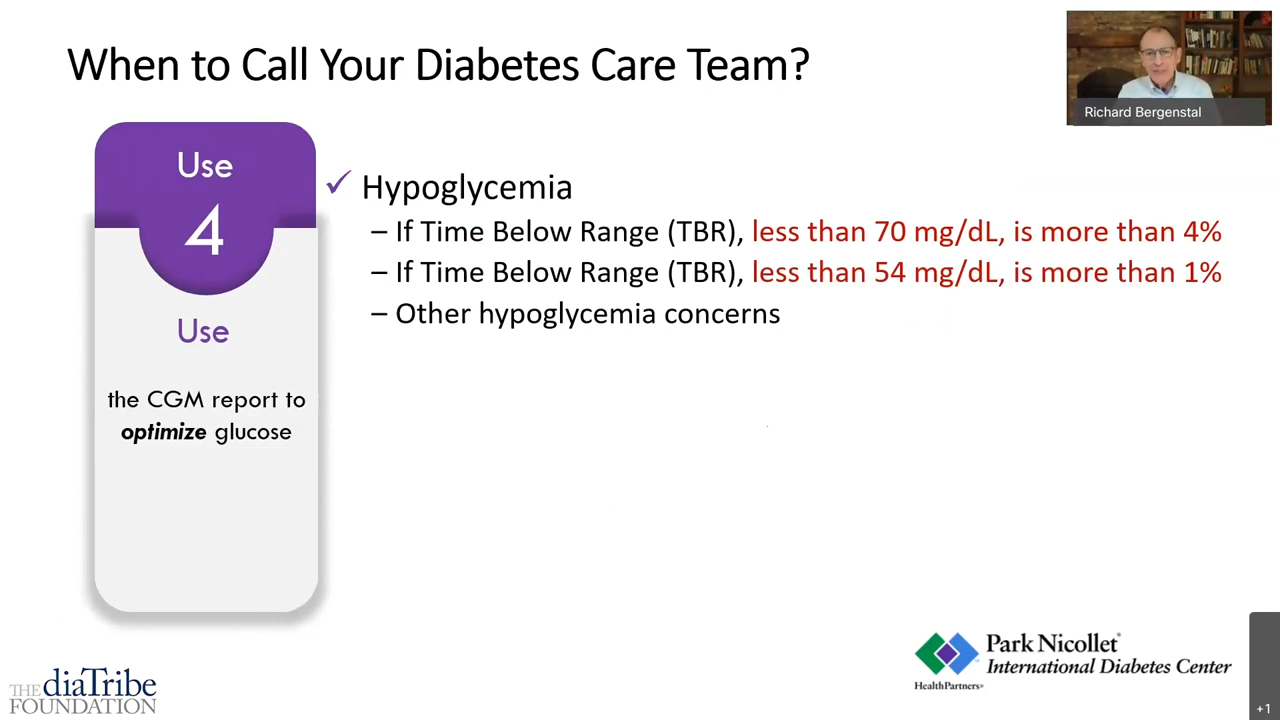 When to Call Your Diabetes Care Team?
Richard Bergenstal
Use
4
Use
the CGM report to
optimize glucose
✓ Hypoglycemia
– If Time Below Range (TBR), less than 70 mg/dL, is more than 4%
– If Time Below Range (TBR), less than 54 mg/dL, is more than 1%
– Other hypoglycemia concerns
THE diaTribe
FOUNDATION
Park Nicollet®
International Diabetes Center
HealthPartners®
+1